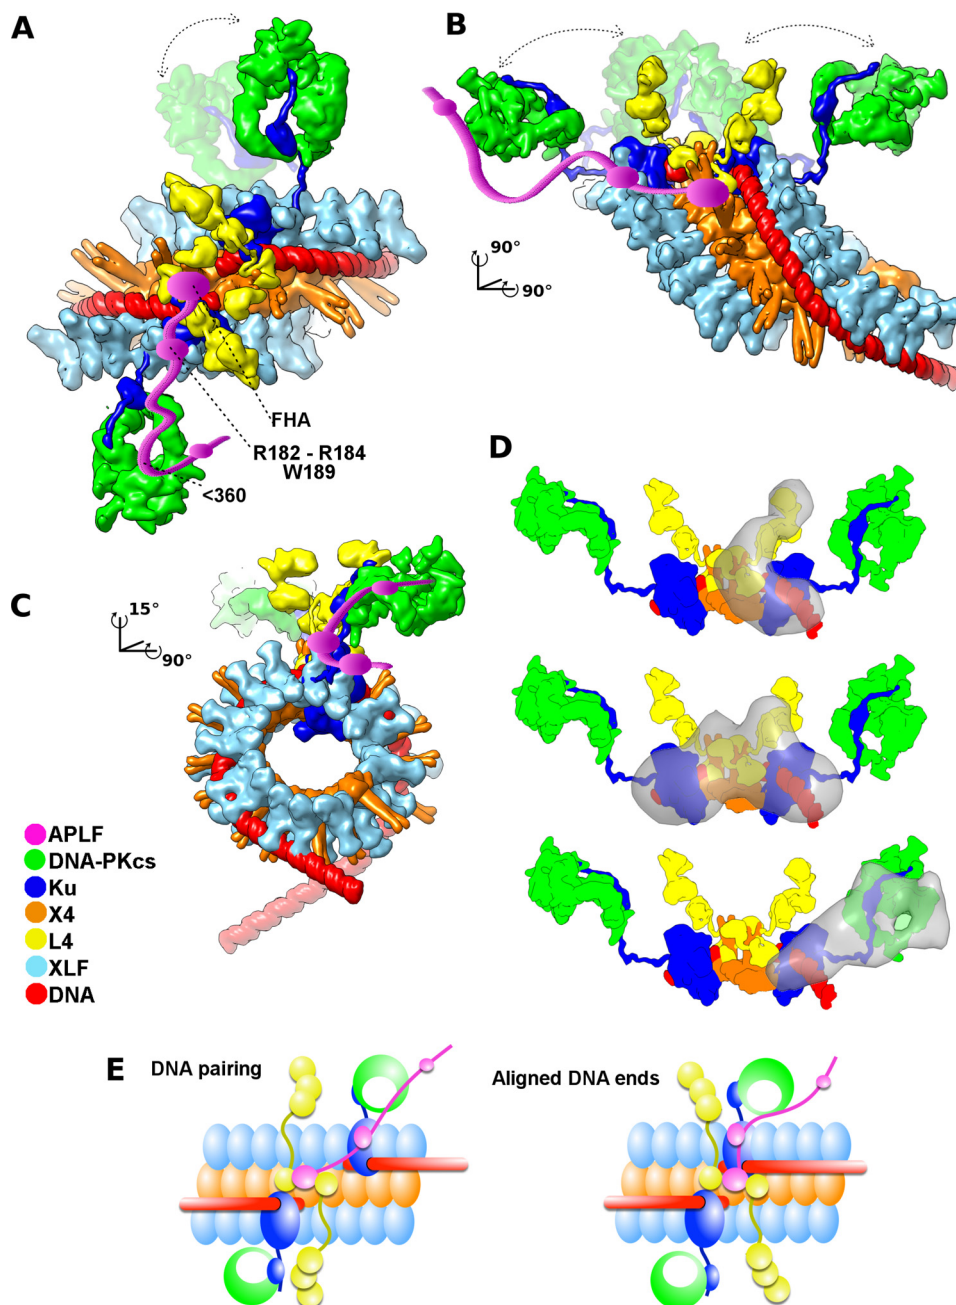 A
B
90°
90°
FHA
R182 - R184
W189
<360
D
C
15°
90°
APLF
DNA-PKcs
Ku
X4
L4
XLF
DNA
E
DNA pairing
Aligned DNA ends